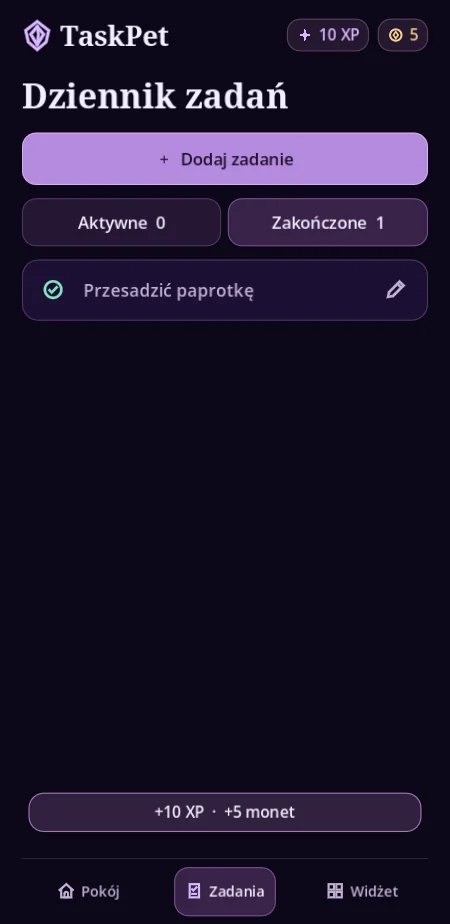 TaskPet
10 XP
5
Dziennik zadań
+ Dodaj zadanie
Aktywne 0
Zakończone 1
Przesadzić paprotkę
+10 XP · +5 monet
Pokój
Zadania
Widżet